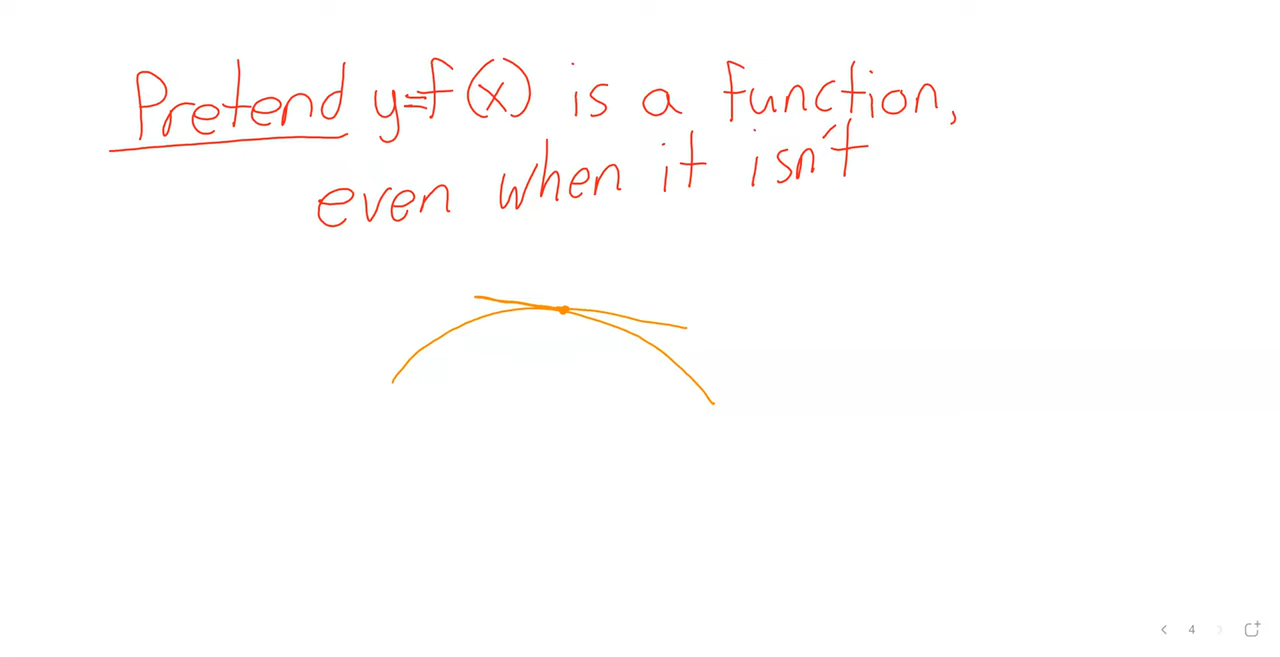 Pretend y=f(x) is a function,
even when it isn't
4